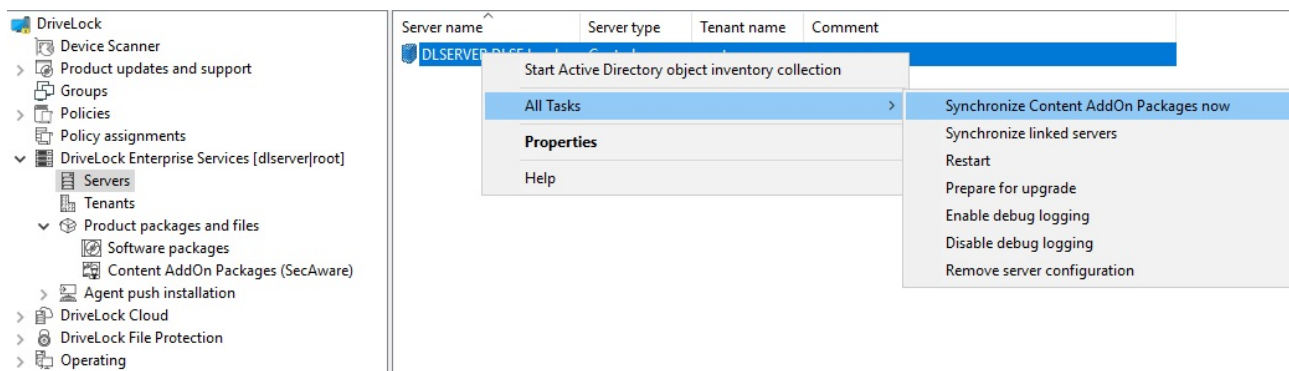 DriveLock
Device Scanner
Product updates and support
Groups
Policies
Policy assignments
DriveLock Enterprise Services [dlserver|root]
Servers
Tenants
Product packages and files
Software packages
Content AddOn Packages (SecAware)
Agent push installation
DriveLock Cloud
DriveLock File Protection
Operating
Server name Server type Tenant name Comment
DLSERVER
Start Active Directory object inventory collection
All Tasks
Properties
Help
Synchronize Content AddOn Packages now
Synchronize linked servers
Restart
Prepare for upgrade
Enable debug logging
Disable debug logging
Remove server configuration